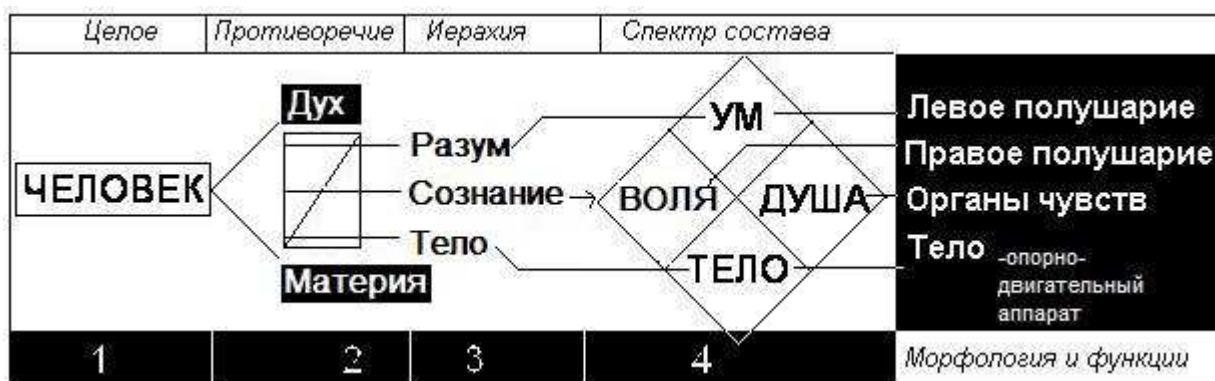 Целое Противоречие Иерахия Спектр состава
Дух
УМ
Левое полушарие
Разум
Правое полушарие
ЧЕЛОВЕК
Сознание
ВОЛЯ
ДУША
Органы чувств
Тело
Материя
ТЕЛО
Тело -опорно-
двигательный
аппарат
1 2 3 4
Морфология и функции